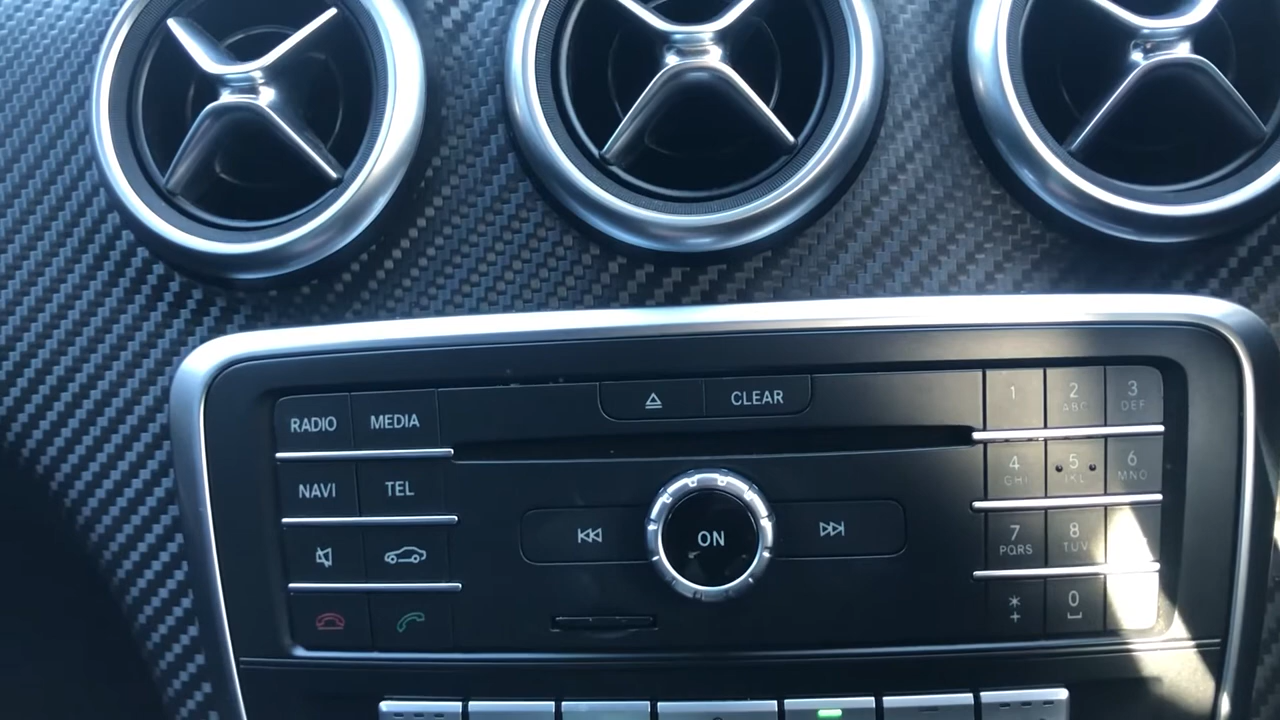 CLEAR
1 2 3
ABC DEF
RADIO MEDIA
4 5 6
GHI JKL MNO
NAVI TEL
ON
7 8
PQRS TUV
* 0
+